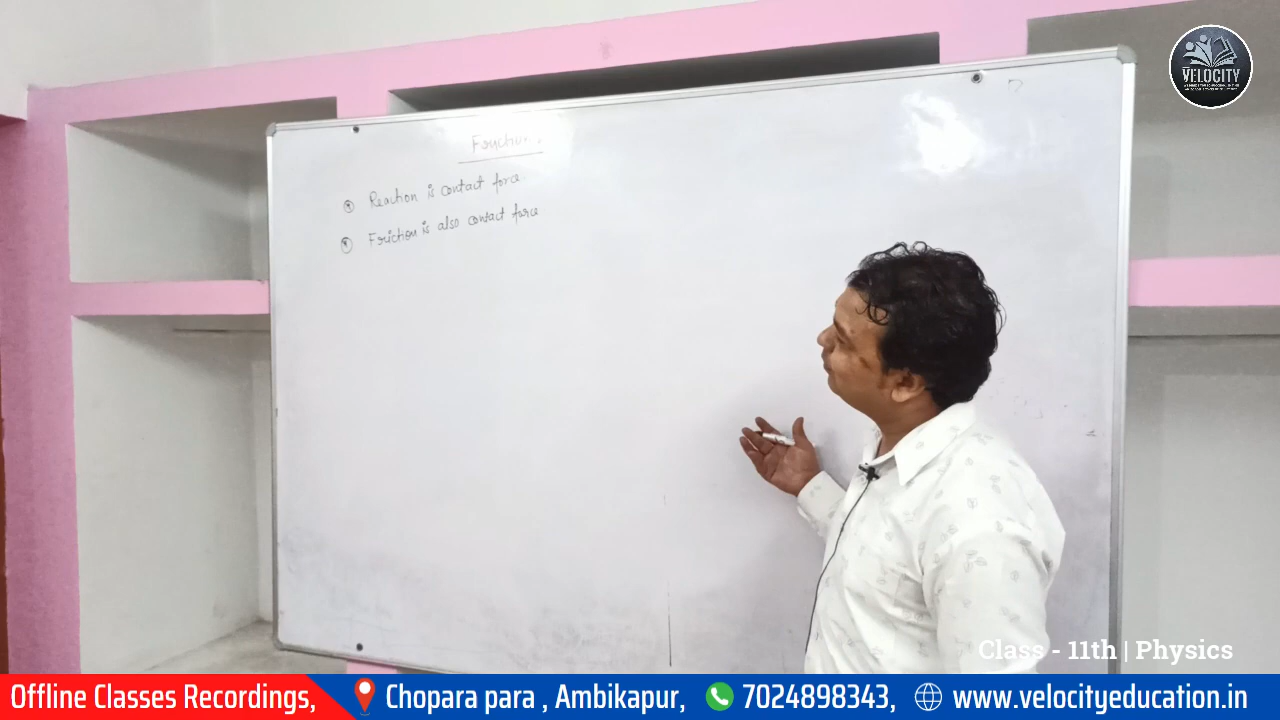 VELOCITY
Friction
Reaction is contact force
Friction is also contact force
Class - 11th | Physics
Offline Classes Recordings, Chopara para , Ambikapur, 7024898343, www.velocityeducation.in